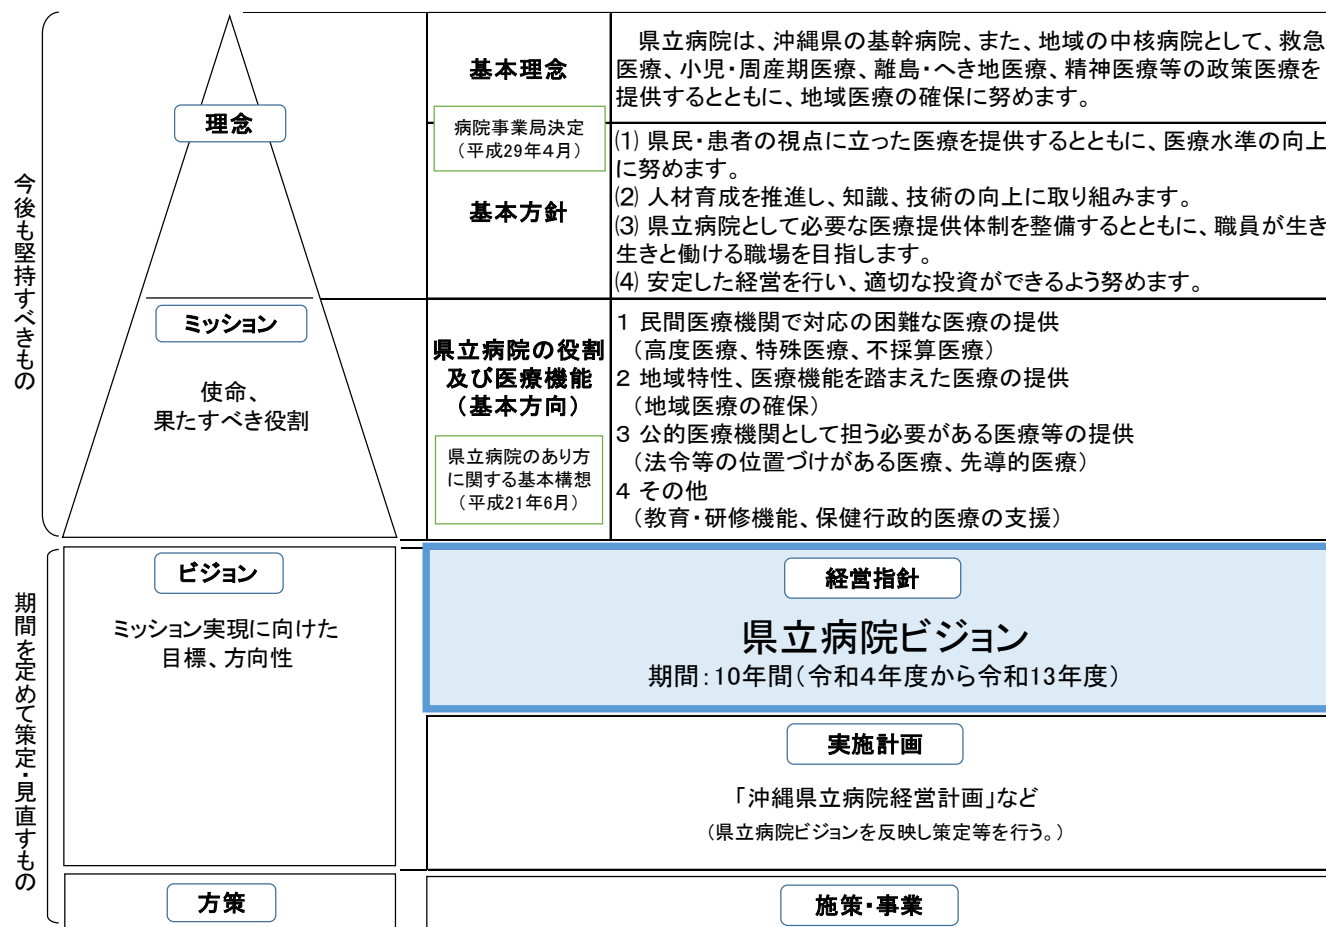 今後も堅持すべきもの
理念
ミッション
使命、
果たすべき役割
基本理念
病院事業局決定
（平成29年４月）
基本方針
県立病院は、沖縄県の基幹病院、また、地域の中核病院として、救急
医療、小児・周産期医療、離島・へき地医療、精神医療等の政策医療を
提供するとともに、地域医療の確保に努めます。
⑴ 県民・患者の視点に立った医療を提供するとともに、医療水準の向上
に努めます。
⑵ 人材育成を推進し、知識、技術の向上に取り組みます。
⑶ 県立病院として必要な医療提供体制を整備するとともに、職員が生き
生きと働ける職場を目指します。
⑷ 安定した経営を行い、適切な投資ができるよう努めます。
県立病院の役割
及び医療機能
（基本方向）
県立病院のあり方
に関する基本構想
（平成21年6月）
１ 民間医療機関で対応の困難な医療の提供
（高度医療、特殊医療、不採算医療）
２ 地域特性、医療機能を踏まえた医療の提供
（地域医療の確保）
３ 公的医療機関として担う必要がある医療等の提供
（法令等の位置づけがある医療、先導的医療）
４ その他
（教育・研修機能、保健行政的医療の支援）
期間を定めて策定・見直すもの
ビジョン
ミッション実現に向けた
目標、方向性
経営指針
県立病院ビジョン
期間：10年間（令和４年度から令和13年度）
実施計画
「沖縄県立病院経営計画」など
（県立病院ビジョンを反映し策定等を行う。）
方策
施策・事業